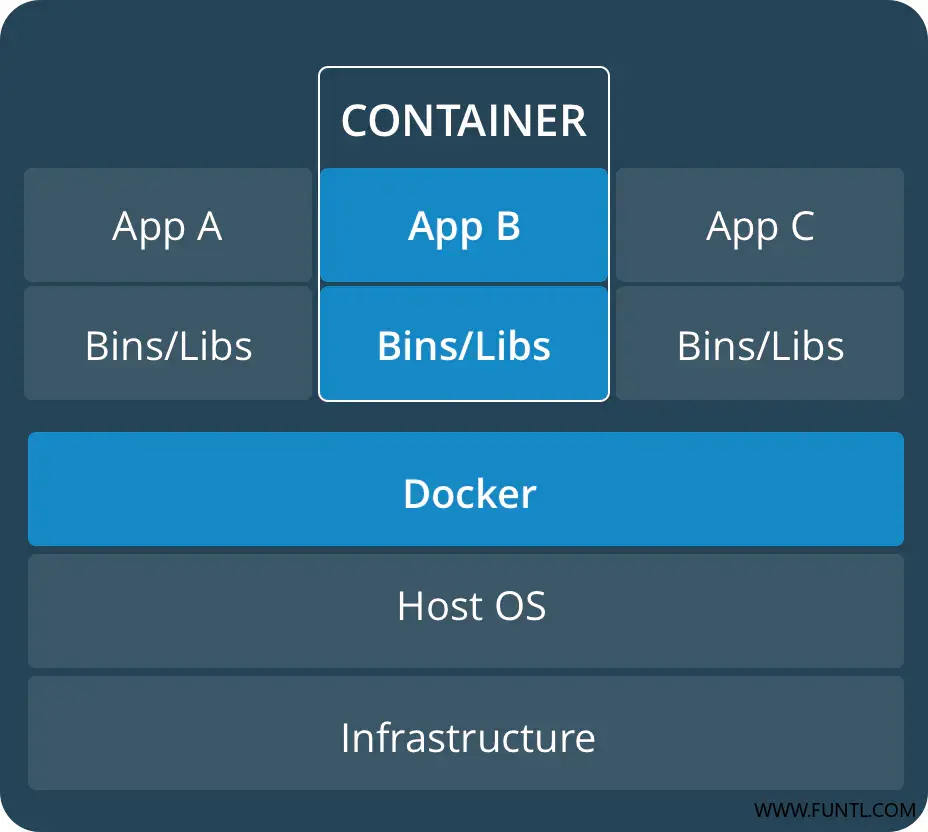 CONTAINER
App A
App B
App C
Bins/Libs
Bins/Libs
Bins/Libs
Docker
Host OS
Infrastructure
WWW.FUNTL.COM